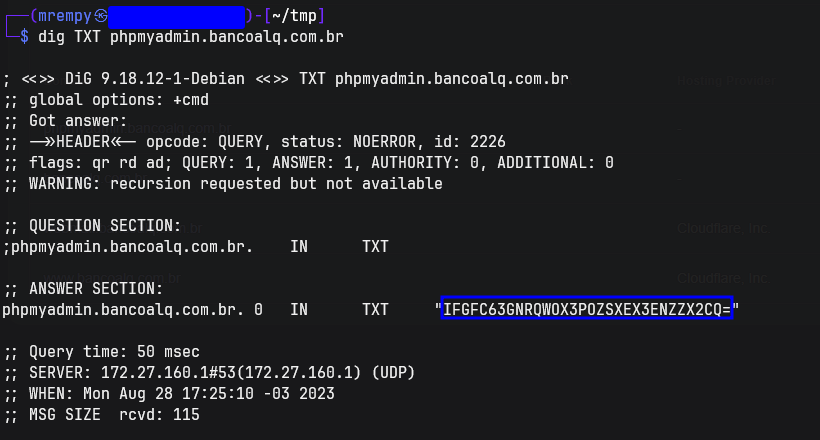 (mrempy㉿ )-[~/tmp]
$ dig TXT phpmyadmin.bancoalq.com.br
; <<>> DiG 9.18.12-1-Debian <<>> TXT phpmyadmin.bancoalq.com.br
;; global options: +cmd
;; Got answer:
;; ->>HEADER<<- opcode: QUERY, status: NOERROR, id: 2226
;; flags: qr rd ad; QUERY: 1, ANSWER: 1, AUTHORITY: 0, ADDITIONAL: 0
;; WARNING: recursion requested but not available
;; QUESTION SECTION:
;phpmyadmin.bancoalq.com.br. IN TXT
Cloudflare, Inc
;; ANSWER SECTION:
Cloudflare, Inc
phpmyadmin.bancoalq.com.br. 0 IN TXT "IFGFC63GNRQWOX3POZSXEX3ENZZX2CQ="
;; Query time: 50 msec
;; SERVER: 172.27.160.1#53(172.27.160.1) (UDP)
;; WHEN: Mon Aug 28 17:25:10 -03 2023
;; MSG SIZE rcvd: 115